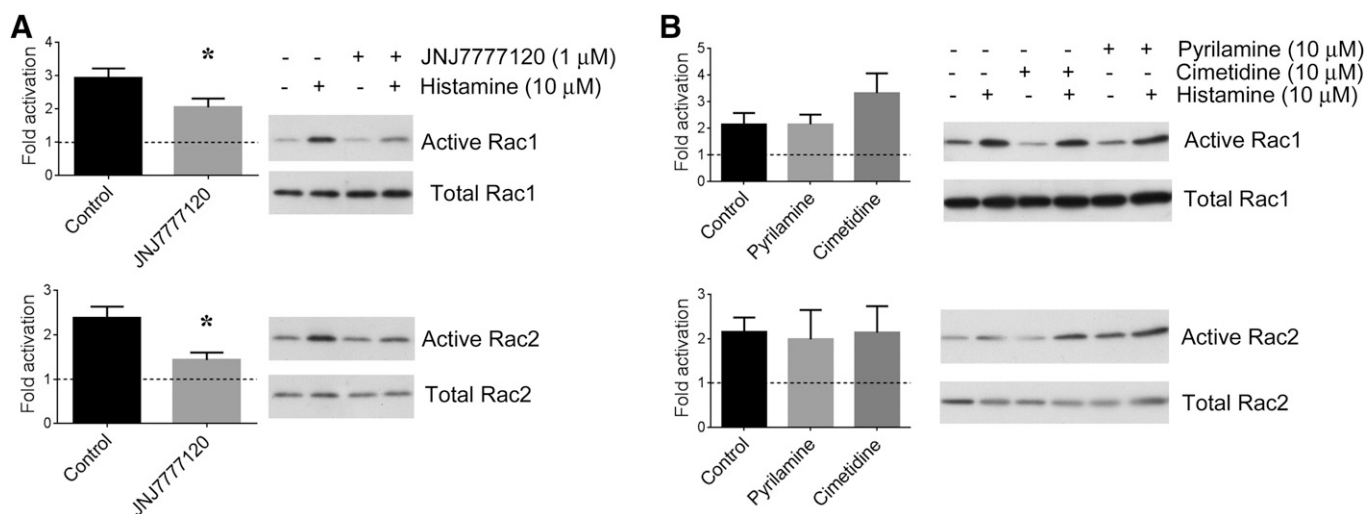 A
Fold activation
4
3
2
1
0
*
Control
JNJ7777120
- + - + JNJ7777120 (1 μM)
- + - + Histamine (10 μM)
Active Rac1
Total Rac1
Fold activation
3
2
1
0
*
Control
JNJ7777120
Active Rac2
Total Rac2
B
Fold activation
5
4
3
2
1
0
Control
Pyrilamine
Cimetidine
- - + + Pyrilamine (10 μM)
- - + + - - Cimetidine (10 μM)
- + - + - + Histamine (10 μM)
Active Rac1
Total Rac1
Fold activation
3
2
1
0
Control
Pyrilamine
Cimetidine
Active Rac2
Total Rac2